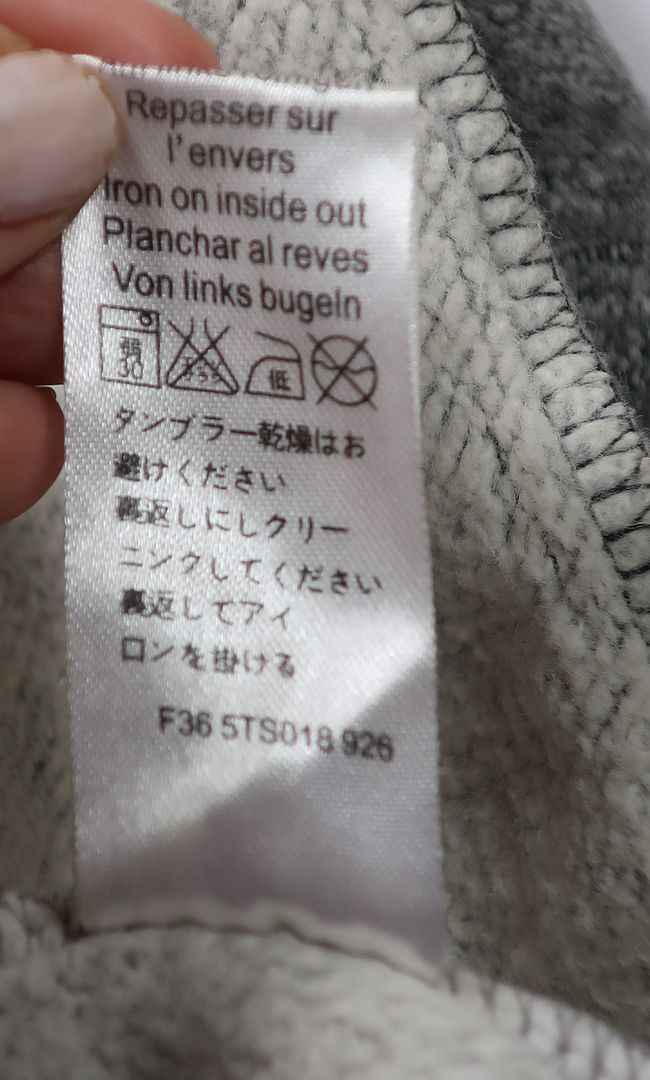 Repasser sur
l'envers
Iron on inside out
Planchar al reves
Von links bugeln
弱 低
30
タンブラー乾燥はお
避けください
裏返しにしクリー
ニンクしてください
裏返してアイ
ロンを掛ける
F36 5TS018 926